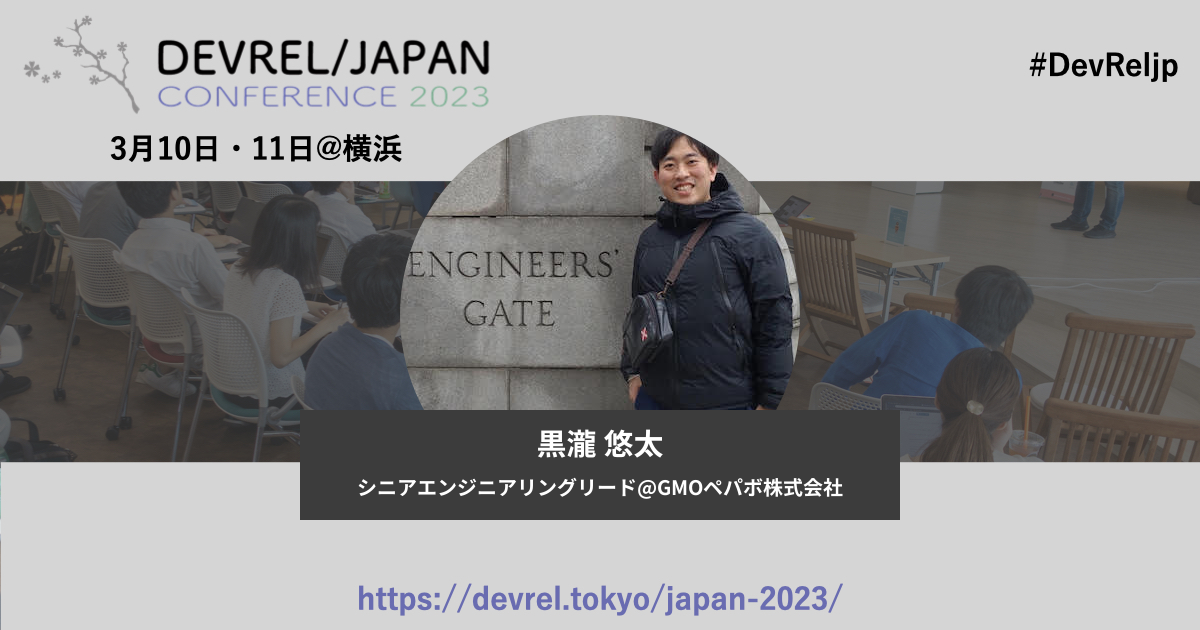 DEVREL/JAPAN
CONFERENCE 2023
#DevReljp
3月10日・11日@横浜
ENGINEERS'
GATE
黒瀧 悠太
シニアエンジニアリングリード@GMOペパボ株式会社
https://devrel.tokyo/japan-2023/